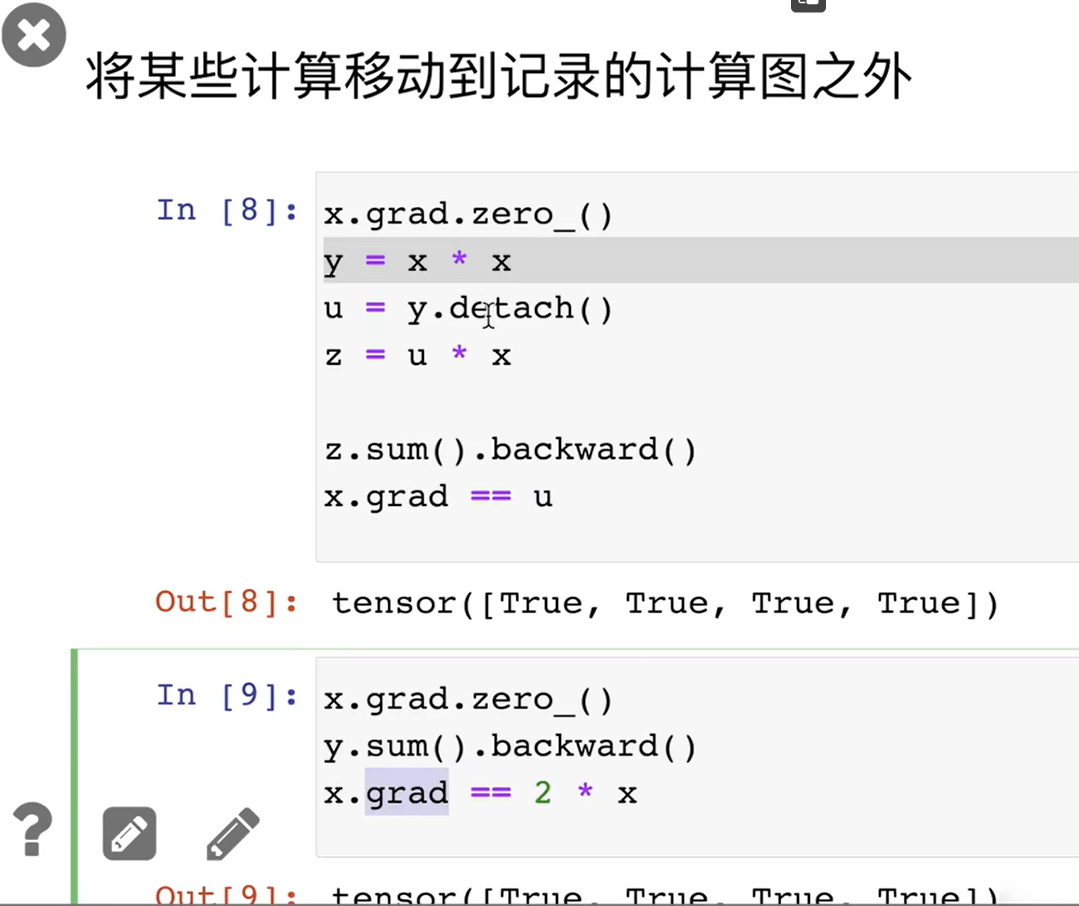 将某些计算移动到记录的计算图之外
In [8]:
x.grad.zero_()
y = x * x
u = y.detach()
z = u * x
z.sum().backward()
x.grad == u
Out[8]: tensor([True, True, True, True])
In [9]:
x.grad.zero_()
y.sum().backward()
x.grad == 2 * x
Out[9]: tensor([True, True, True, True])